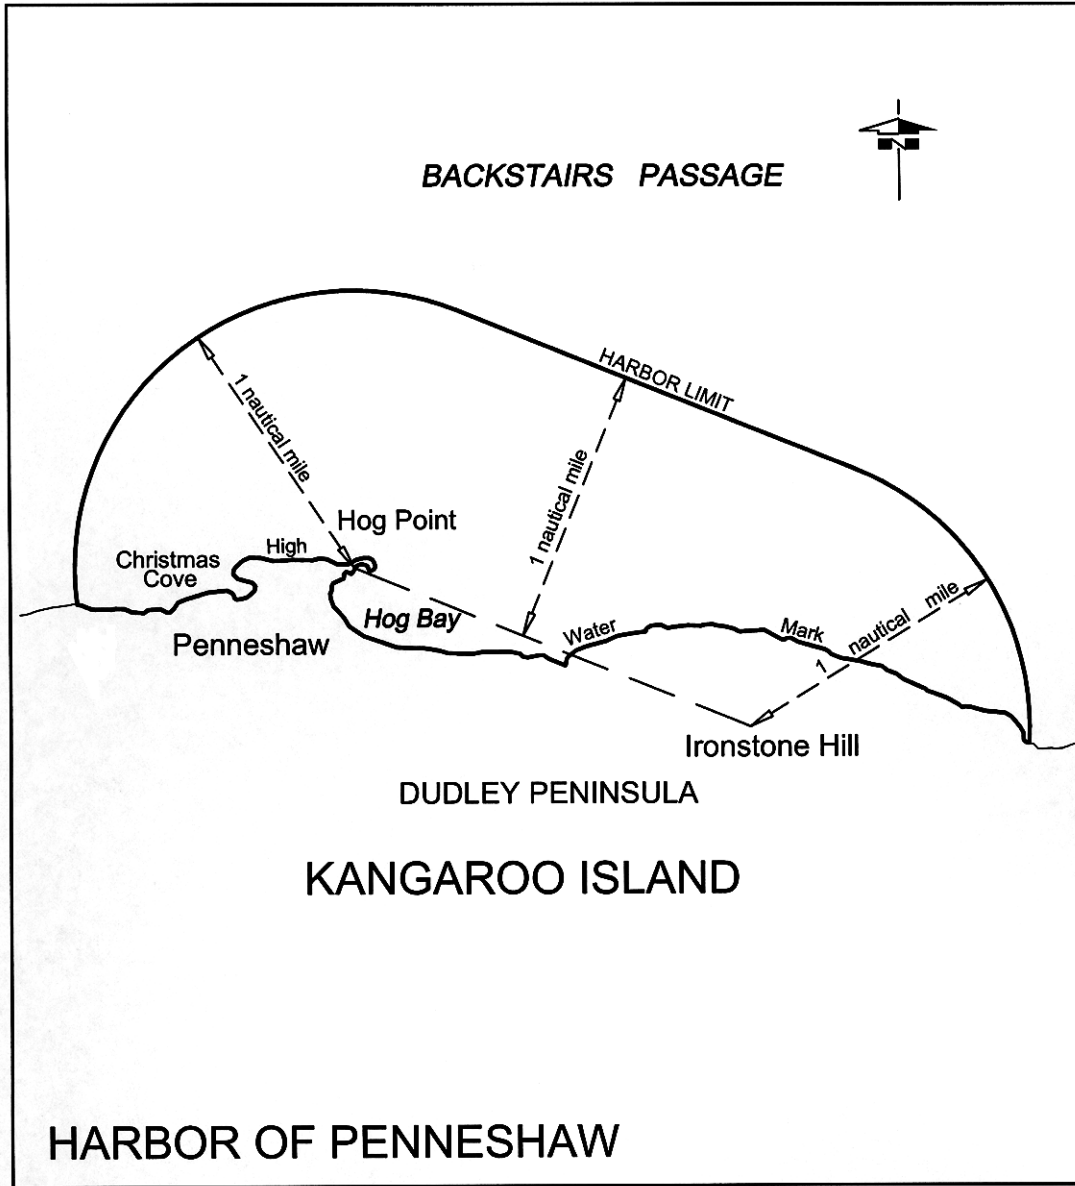 N
BACKSTAIRS PASSAGE
HARBOR LIMIT
1 nautical mile
1 nautical mile
Hog Point
High
Christmas
Cove
1 nautical mile
Hog Bay
Water
Mark
Penneshaw
Ironstone Hill
DUDLEY PENINSULA
KANGAROO ISLAND
HARBOR OF PENNESHAW